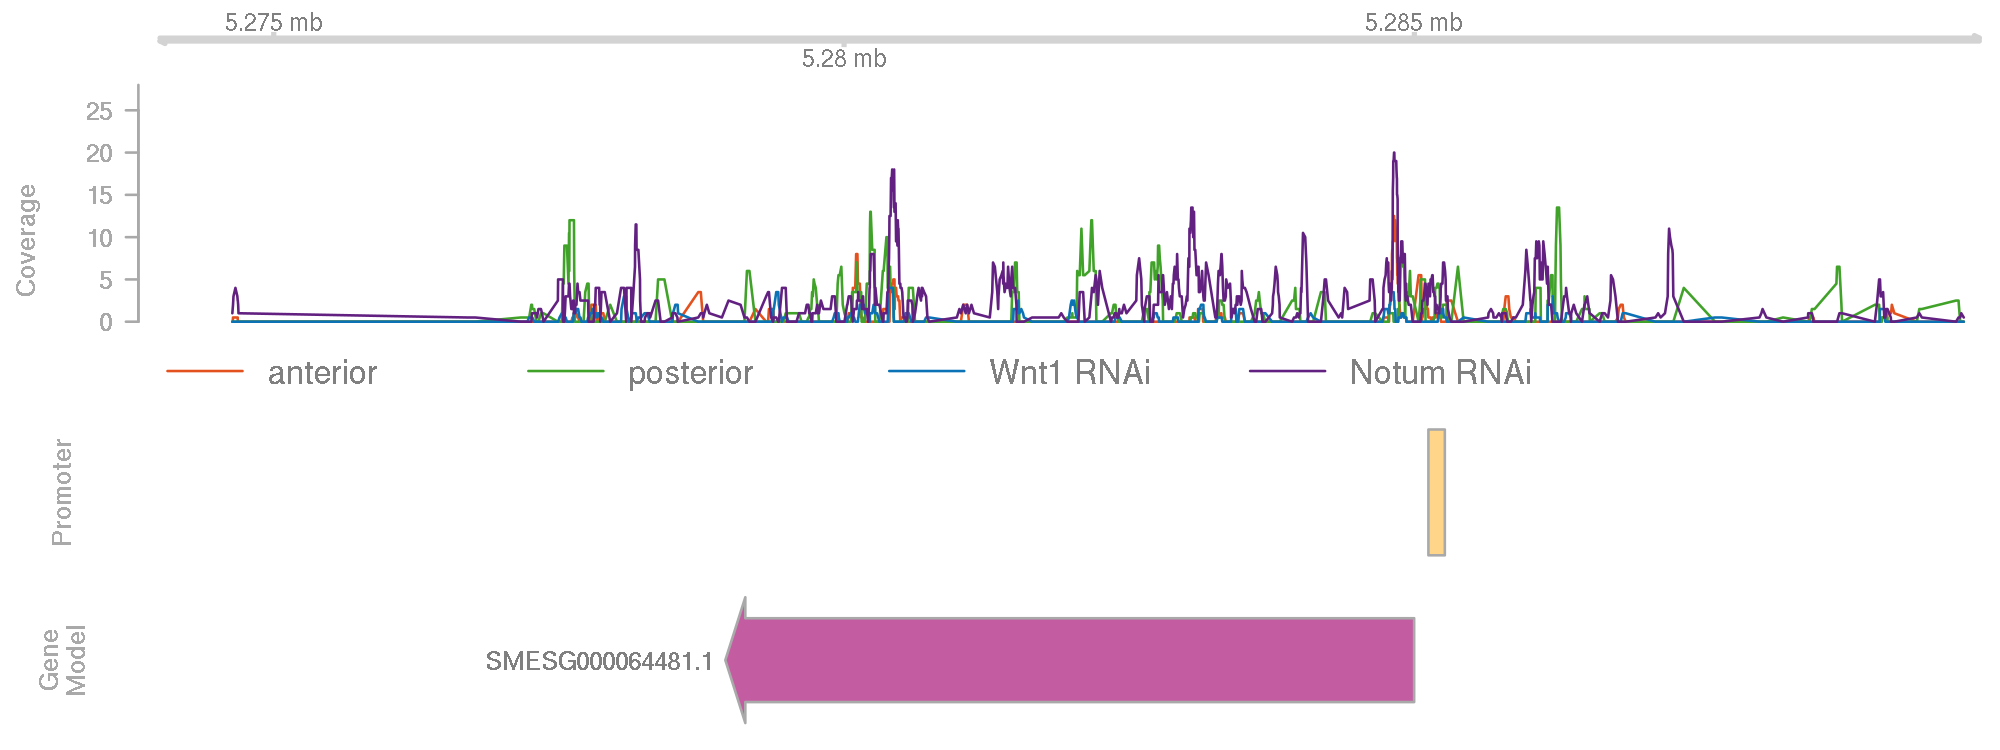 5.275 mb
5.285 mb
5.28 mb
Coverage
25
20
15
10
5
0
anterior
posterior
Wnt1 RNAi
Notum RNAi
Promoter
Gene
Model
SMESG000064481.1